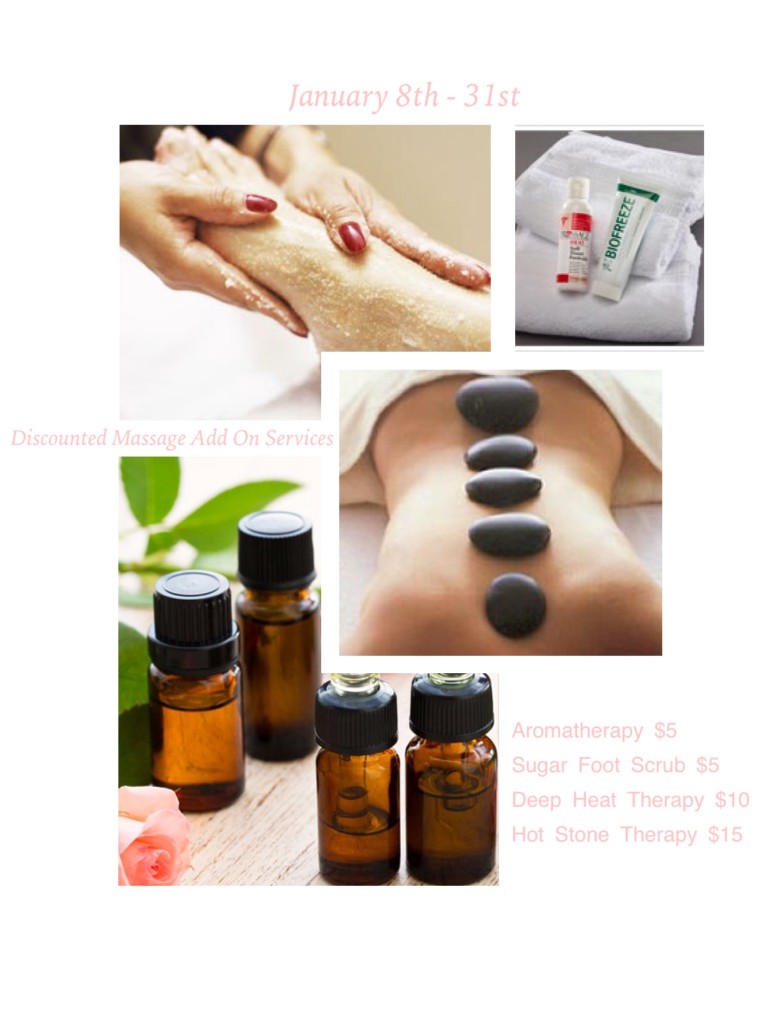 January 8th - 31st
BIOFREEZE
Discounted Massage Add On Services
Aromatherapy $5
Sugar Foot Scrub $5
Deep Heat Therapy $10
Hot Stone Therapy $15